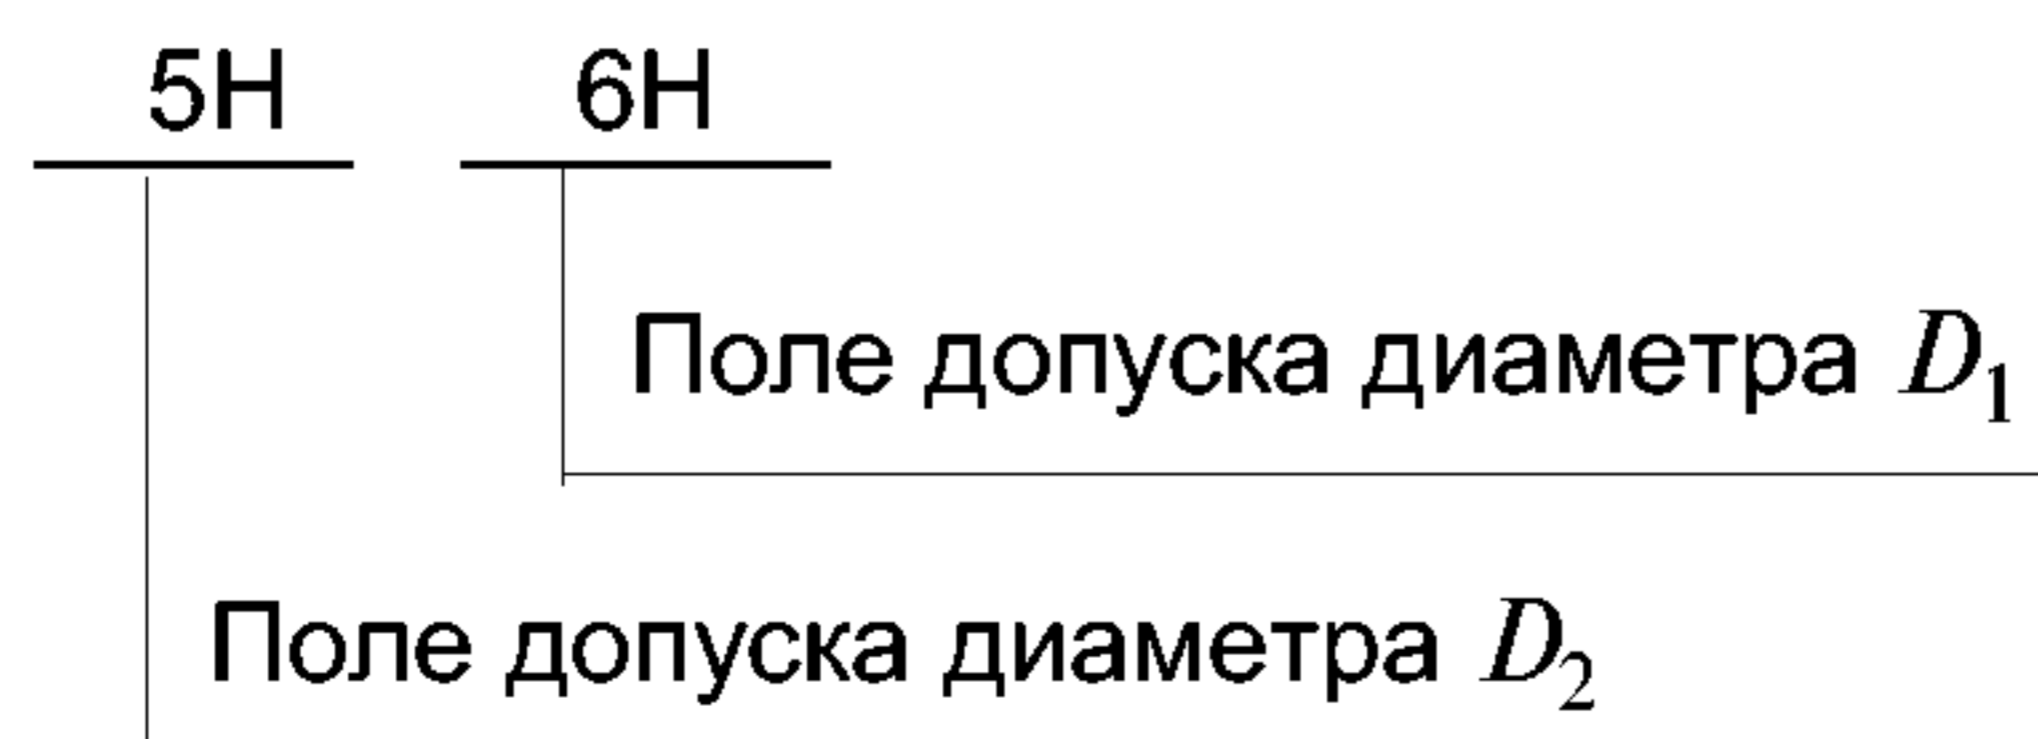 5H 6H
Поле допуска диаметра D₁
Поле допуска диаметра D₂